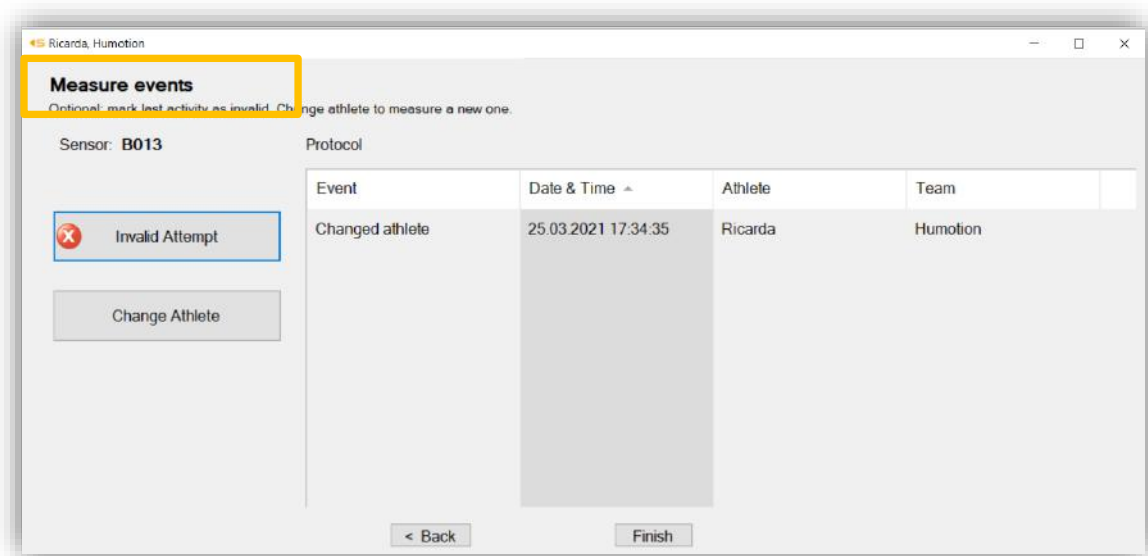 Ricarda, Humotion
Measure events
Optional: mark last activity as invalid. Change athlete to measure a new one.
Sensor: B013
Protocol
Event Date & Time Athlete Team
Invalid Attempt
Changed athlete 25.03.2021 17:34:35 Ricarda Humotion
Change Athlete
< Back Finish